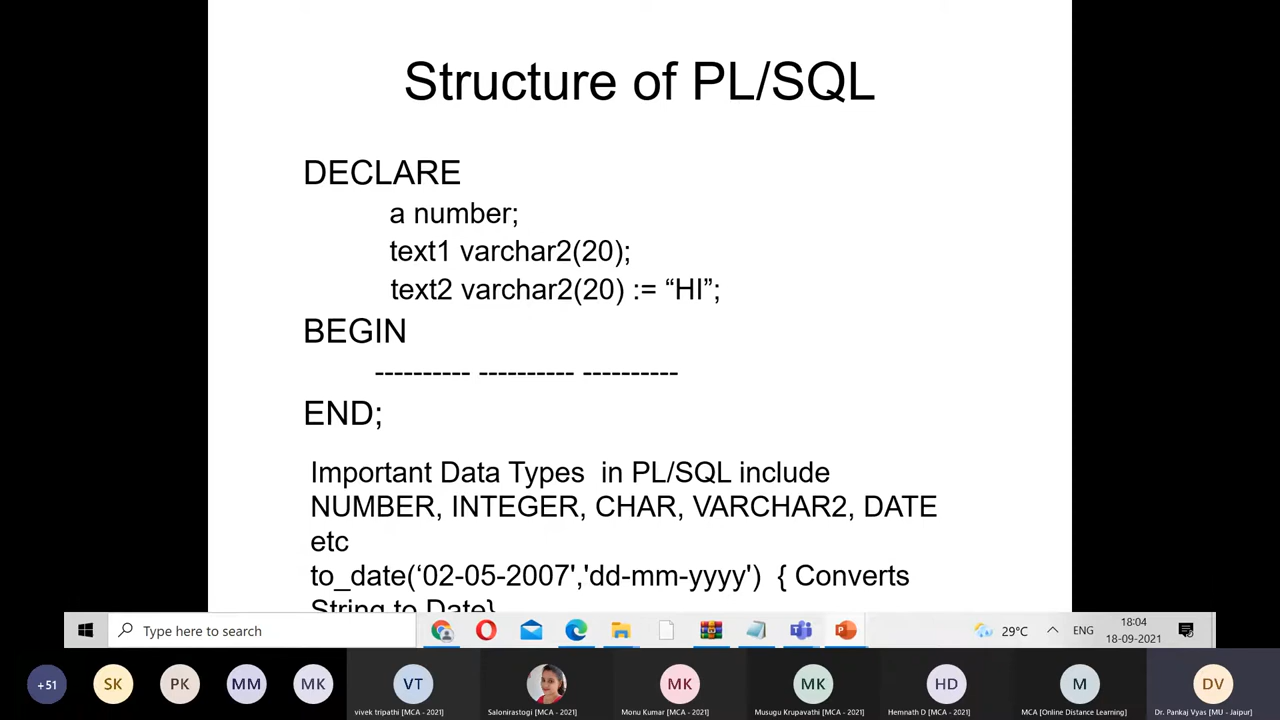 Structure of PL/SQL
DECLARE
a number;
text1 varchar2(20);
text2 varchar2(20) := “HI”;
BEGIN
---------- ---------- ----------
END;
Important Data Types in PL/SQL include
NUMBER, INTEGER, CHAR, VARCHAR2, DATE
etc
to_date(‘02-05-2007','dd-mm-yyyy') { Converts
String to Date}
Type here to search
29°C
ENG
18:04
18-09-2021
+51
SK
PK
MM
MK
VT
MK
MK
HD
M
DV
vivek tripathi [MCA - 2021]
Salonirastogi [MCA - 2021]
Monu Kumar [MCA - 2021]
Musugu Krupavathi [MCA - 2021]
Hemnath D [MCA - 2021]
MCA [Online Distance Learning]
Dr. Pankaj Vyas [MU - Jaipur]